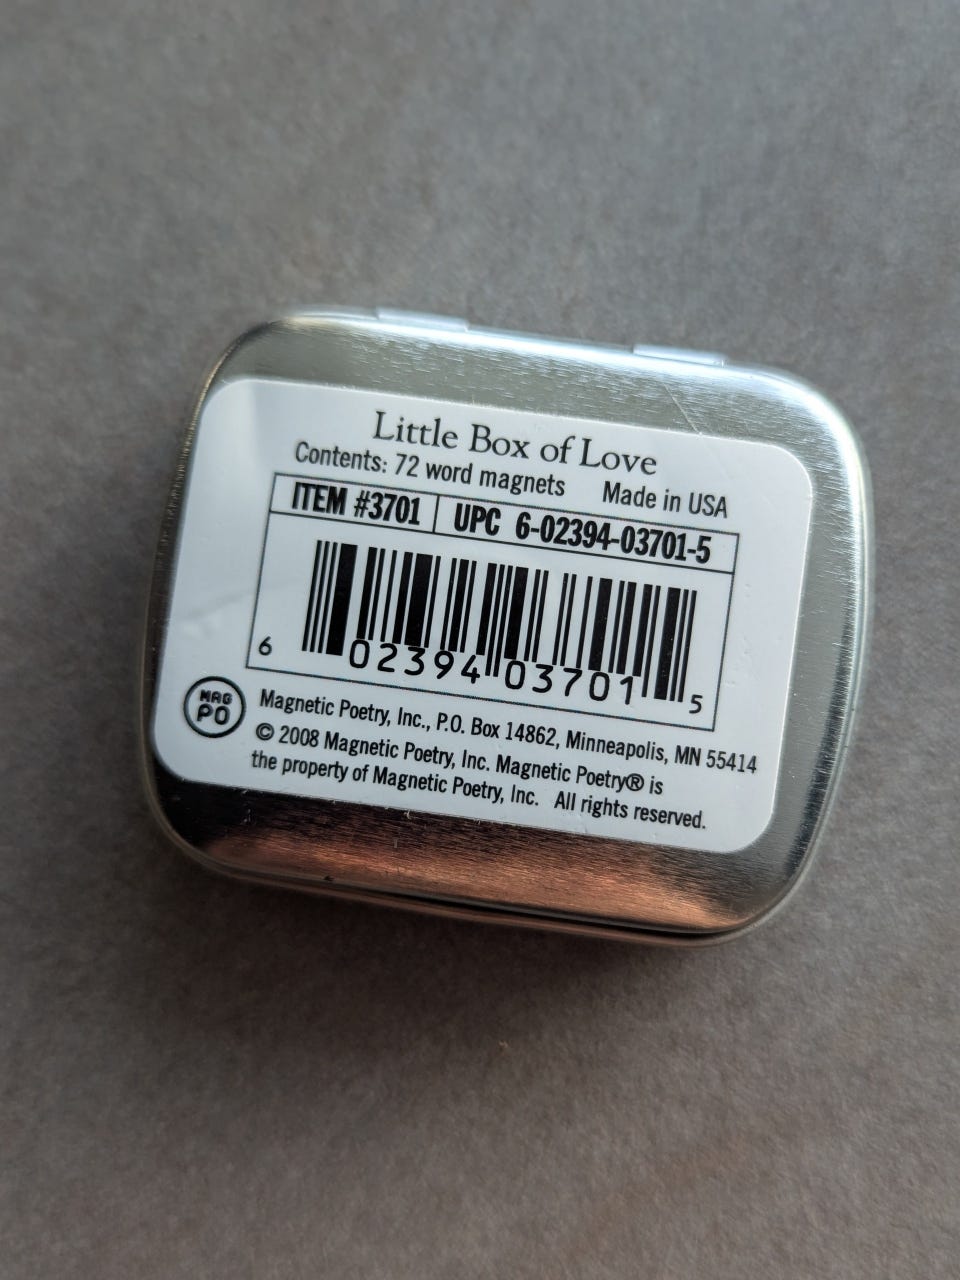 Little Box of Love
Contents: 72 word magnets Made in USA
ITEM #3701 UPC 6-02394-03701-5
6 02394 03701 5
MAG
PO
Magnetic Poetry, Inc., P.O. Box 14862, Minneapolis, MN 55414
© 2008 Magnetic Poetry, Inc. Magnetic Poetry® is
the property of Magnetic Poetry, Inc. All rights reserved.